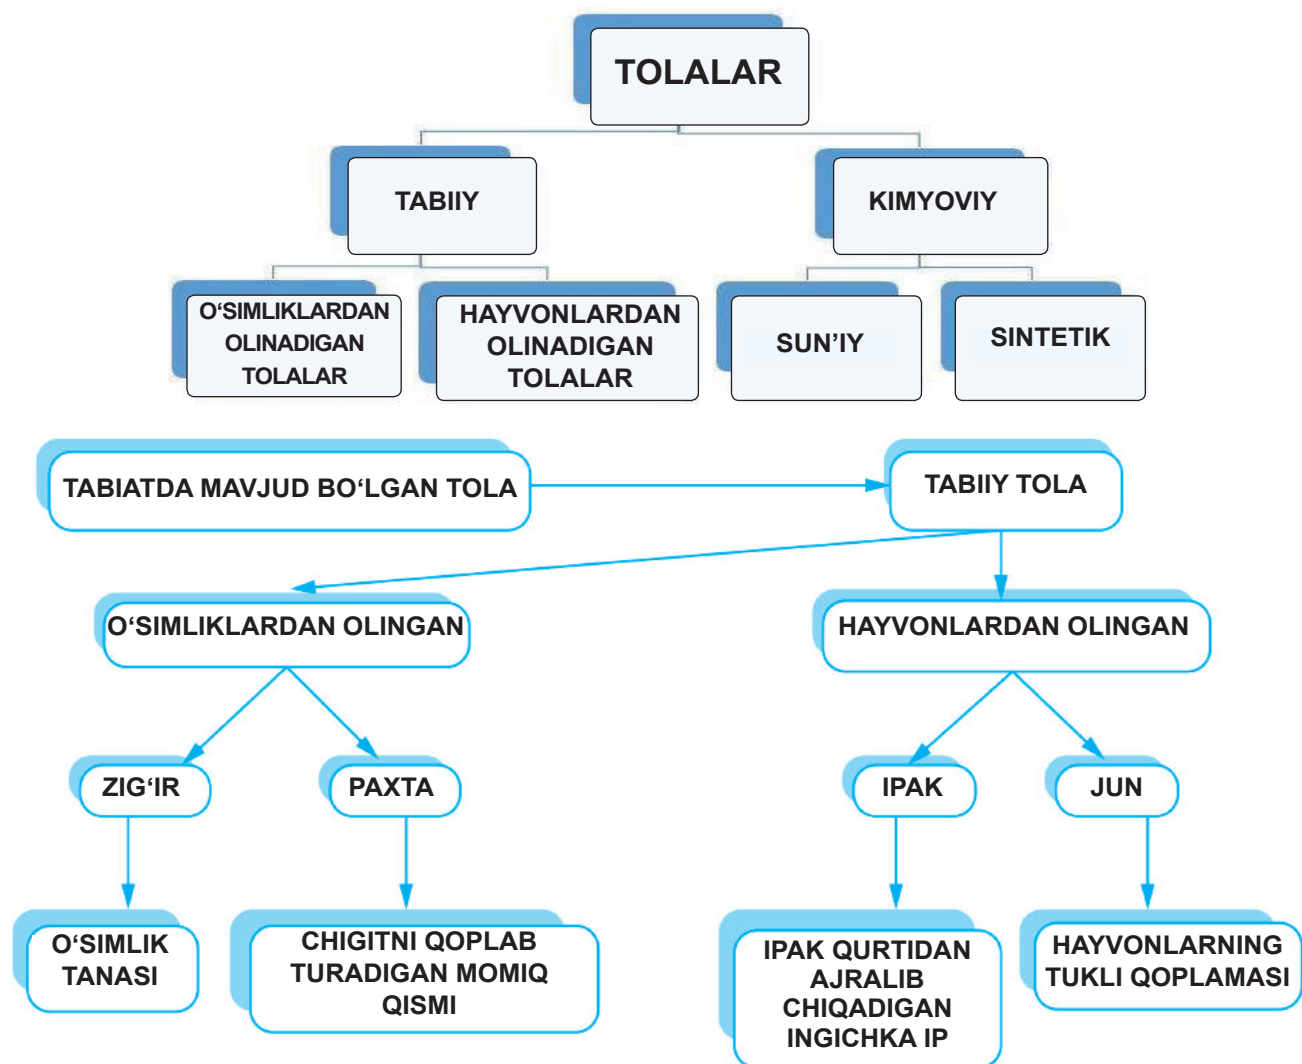 TOLALAR
TABIIY
KIMYOVIY
O‘SIMLIKLARDAN
OLINADIGAN
TOLALAR
HAYVONLARDAN
OLINADIGAN
TOLALAR
SUN’IY
SINTETIK
TABIATDA MAVJUD BO‘LGAN TOLA
TABIIY TOLA
O‘SIMLIKLARDAN OLINGAN
HAYVONLARDAN OLINGAN
ZIG‘IR
PAXTA
IPAK
JUN
O‘SIMLIK
TANASI
CHIGITNI QOPLAB
TURADIGAN MOMIQ
QISMI
IPAK QURTIDAN
AJRALIB
CHIQADIGAN
INGICHKA IP
HAYVONLARNING
TUKLI QOPLAMASI